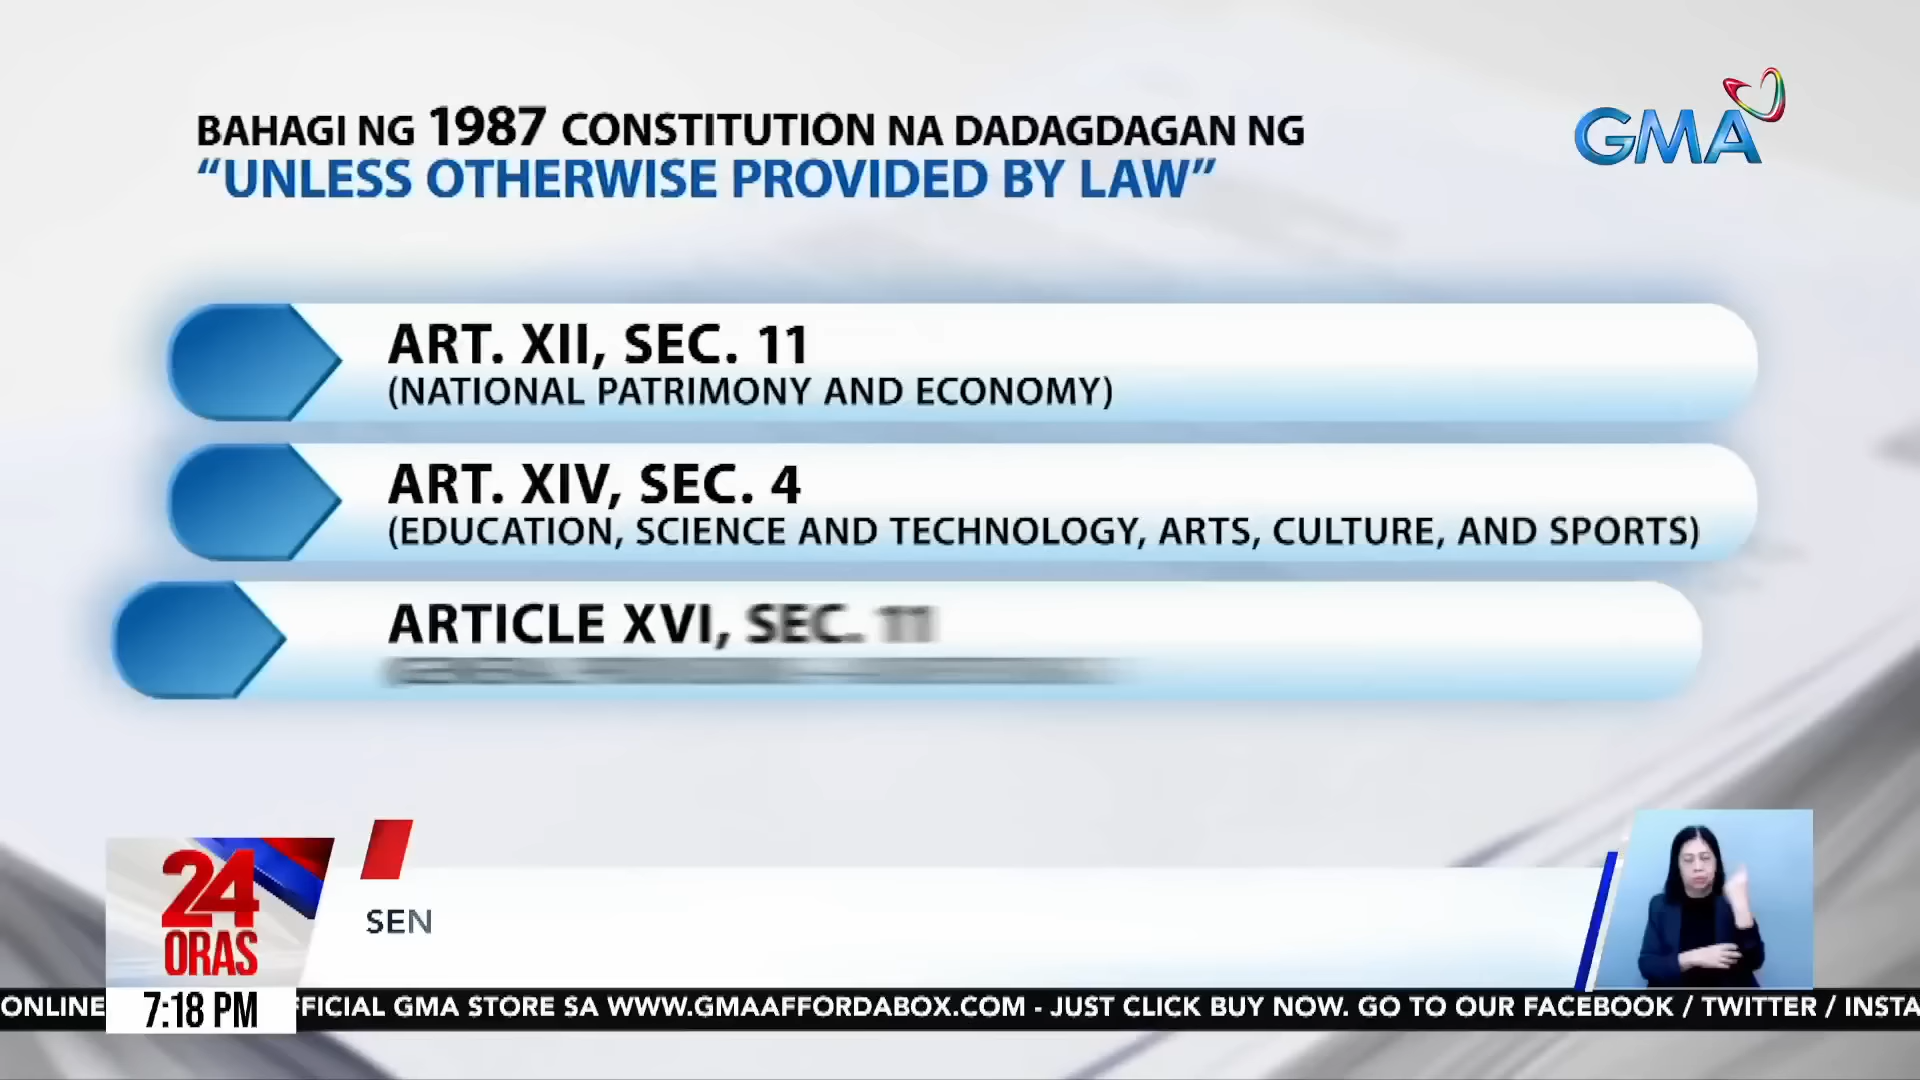 BAHAGI NG 1987 CONSTITUTION NA DADAGDAGAN NG
“UNLESS OTHERWISE PROVIDED BY LAW”
GMA
ART. XII, SEC. 11
(NATIONAL PATRIMONY AND ECONOMY)
ART. XIV, SEC. 4
(EDUCATION, SCIENCE AND TECHNOLOGY, ARTS, CULTURE, AND SPORTS)
ARTICLE XVI, SEC. 11
24
ORAS
SEN
7:18 PM
ONLINE
FFICIAL GMA STORE SA WWW.GMAAFFORDABOX.COM - JUST CLICK BUY NOW. GO TO OUR FACEBOOK / TWITTER / INSTA